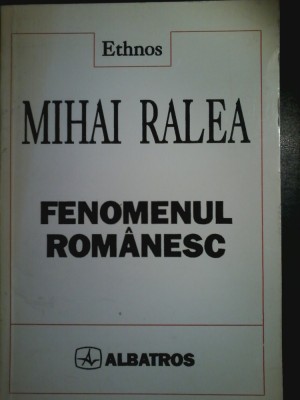 Ethnos
MIHAI RALEA
FENOMENUL
ROMÂNESC
ALBATROS